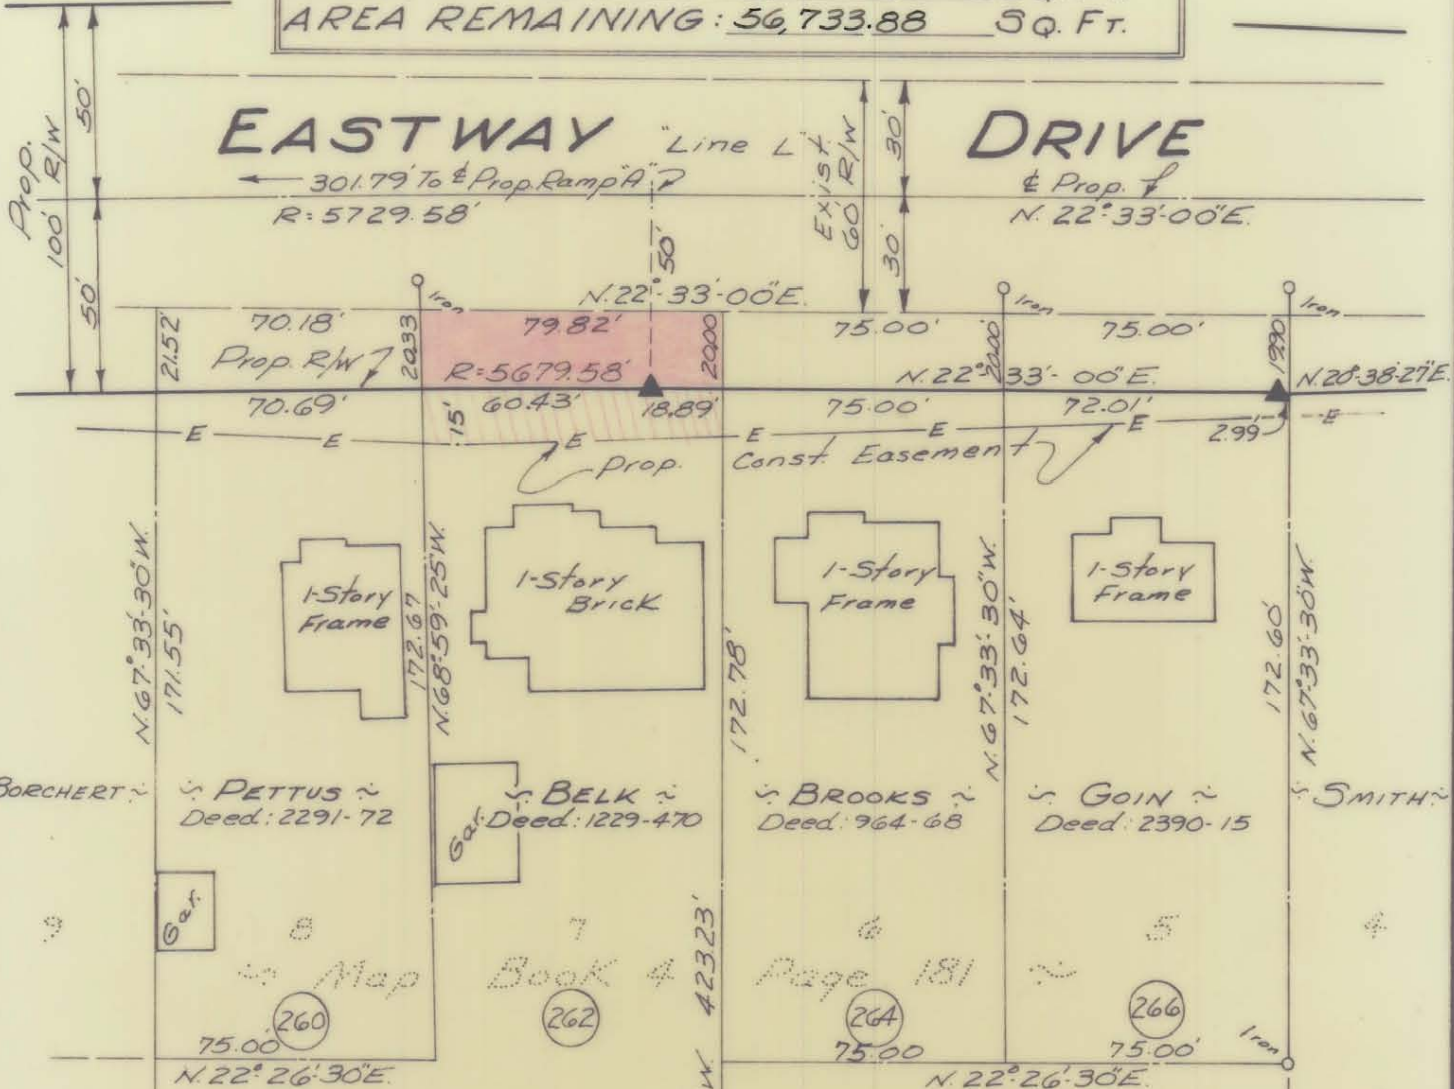 AREA REMAINING: 56,733.88 SQ. FT.
Prop. 100' R/W
50'
50'
EASTWAY "Line L" DRIVE
301.79' To ₵ Prop. Ramp "A"
₵ Prop.
R=5729.58'
N. 22°-33'-00"E.
Exist. 60' R/W
30'
30'
50'
Iron
N. 22°-33'-00"E.
Iron
Iron
70.18'
79.82'
75.00'
75.00'
21.52'
Prop. R/W
20.33
R=5679.58'
20.00
N. 22°-33'-00"E.
20.00'
19.90
N. 20°-38'-27"E.
70.69'
60.43'
18.89'
75.00'
72.01'
2.99'
15'
E E E E E E E
Prop. Const. Easement
N. 67°-33'-30"W.
171.55'
1-Story
Frame
172.67
N. 68°-59'-25"W.
1-Story
Brick
172.78'
1-Story
Frame
N. 67°-33'-30"W.
172.64'
1-Story
Frame
172.60'
N. 67°-33'-30"W.
BORCHERT
PETTUS
Deed: 2291-72
BELK
Deed: 1229-470
BROOKS
Deed: 964-68
GOIN
Deed: 2390-15
SMITH
Gar.
Gar.
9 8 7 6 5 4
Map Book 4 Page 181
W. 423.23'
260
262
264
266
75.00'
75.00
75.00'
Iron
N. 22°-26'-30"E.
N. 22°-26'-30"E.